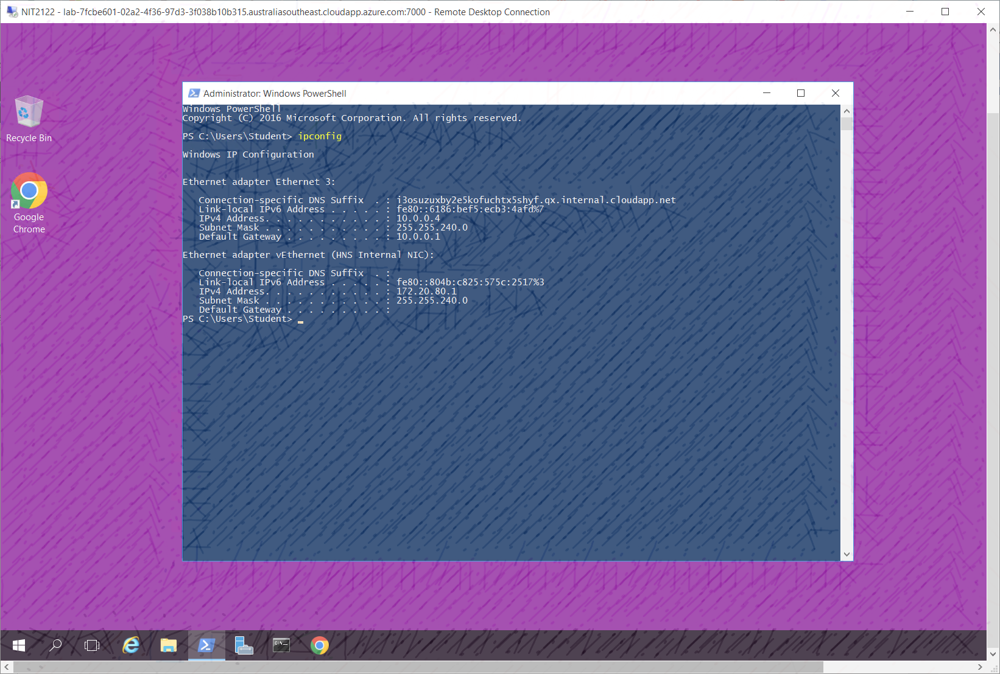 NIT2122 - lab-7fcbe601-02a2-4f36-97d3-3f038b10b315.australiasoutheast.cloudapp.azure.com:7000 - Remote Desktop Connection
Recycle Bin
Google
Chrome
Administrator: Windows PowerShell
Windows PowerShell
Copyright (C) 2016 Microsoft Corporation. All rights reserved.
PS C:\Users\Student> ipconfig
Windows IP Configuration
Ethernet adapter Ethernet 3:
Connection-specific DNS Suffix . : i3osuzuxby2e5kofuchtx5shyf.qx.internal.cloudapp.net
Link-local IPv6 Address . . . . . : fe80::6186:bef5:ecb3:4afd%7
IPv4 Address. . . . . . . . . . . : 10.0.0.4
Subnet Mask . . . . . . . . . . . : 255.255.240.0
Default Gateway . . . . . . . . . : 10.0.0.1
Ethernet adapter vEthernet (HNS Internal NIC):
Connection-specific DNS Suffix . :
Link-local IPv6 Address . . . . . : fe80::804b:c825:575c:2517%3
IPv4 Address. . . . . . . . . . . : 172.20.80.1
Subnet Mask . . . . . . . . . . . : 255.255.240.0
Default Gateway . . . . . . . . . :
PS C:\Users\Student>